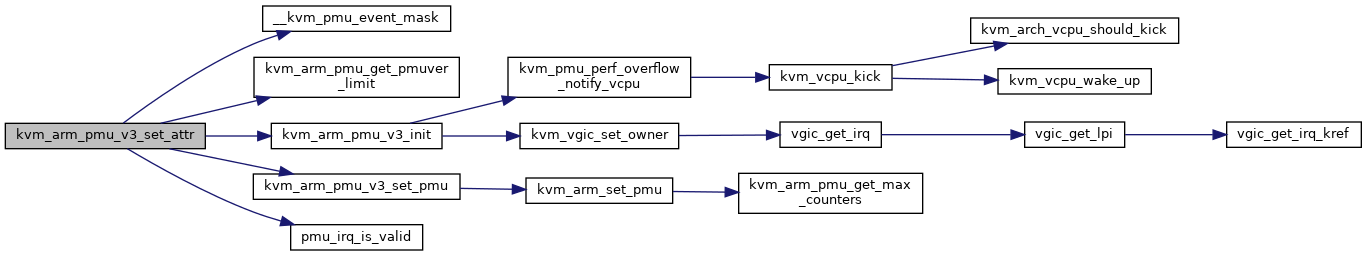 kvm_arm_pmu_v3_set_attr
__kvm_pmu_event_mask
kvm_arm_pmu_get_pmuver
_limit
kvm_arm_pmu_v3_init
kvm_arm_pmu_v3_set_pmu
pmu_irq_is_valid
kvm_pmu_perf_overflow
_notify_vcpu
kvm_vgic_set_owner
kvm_arm_set_pmu
kvm_vcpu_kick
vgic_get_irq
kvm_arm_pmu_get_max
_counters
kvm_arch_vcpu_should_kick
kvm_vcpu_wake_up
vgic_get_lpi
vgic_get_irq_kref